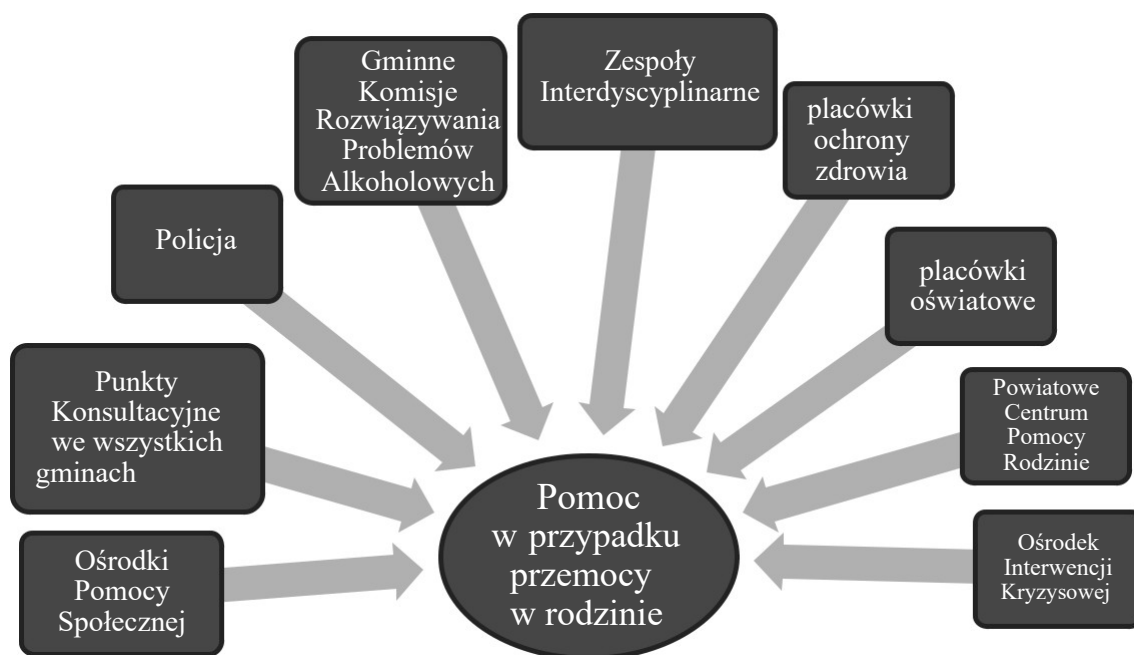 Gminne
Komisje
Rozwiązywania
Problemów
Alkoholowych
Zespoły
Interdyscyplinarne
placówki
ochrony
zdrowia
Policja
placówki
oświatowe
Punkty
Konsultacyjne
we wszystkich
gminach
Powiatowe
Centrum
Pomocy
Rodzinie
Ośrodki
Pomocy
Społecznej
Pomoc
w przypadku
przemocy
w rodzinie
Ośrodek
Interwencji
Kryzysowej